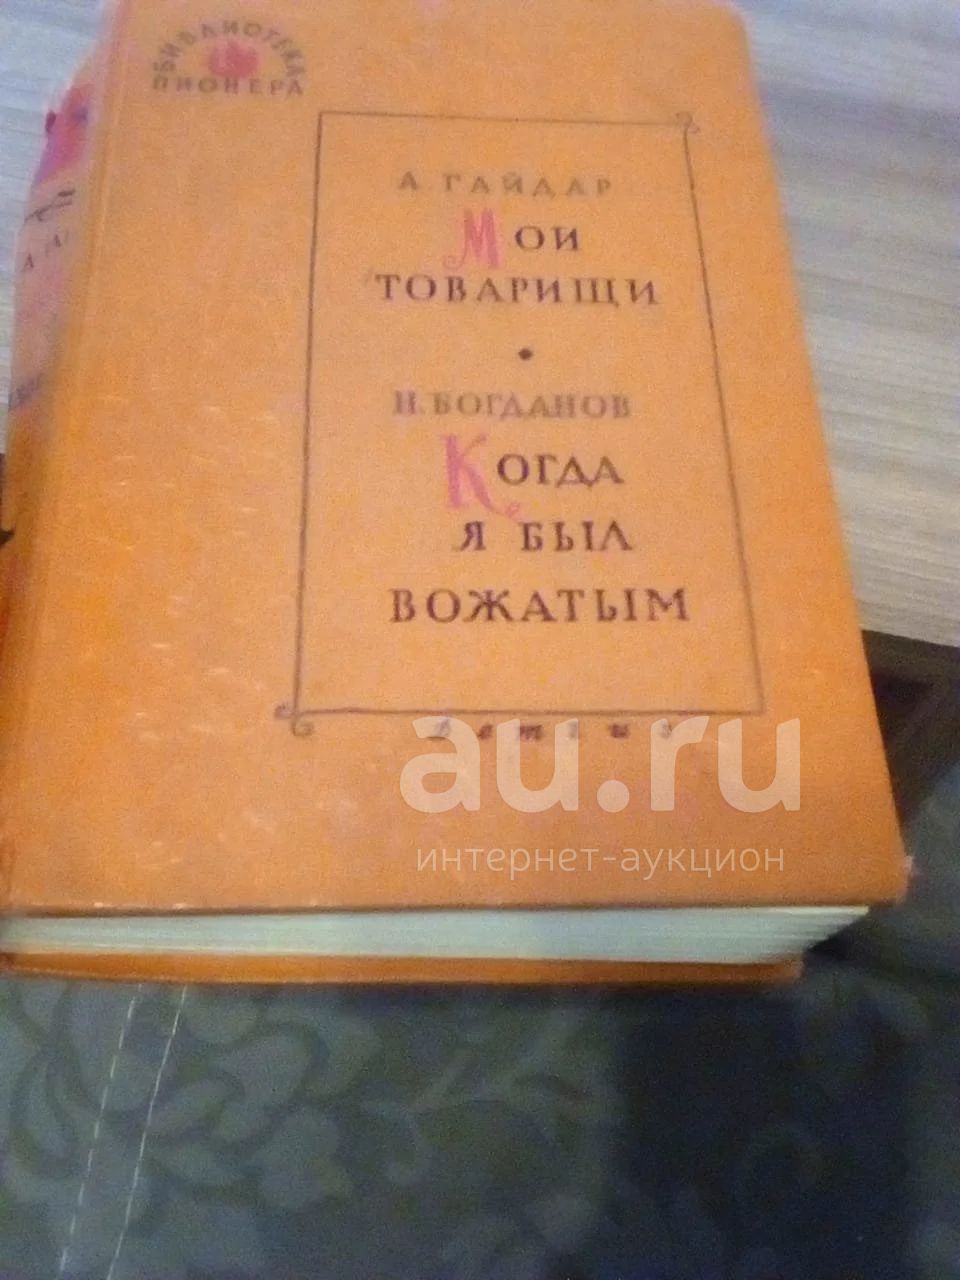 БИБЛИОТЕКА
ПИОНЕРА
А ГАЙДАР
МОИ
ТОВАРИЩИ
•
Н. БОГДАНОВ
КОГДА
Я БЫЛ
ВОЖАТЫМ
au.ru
интернет-аукцион